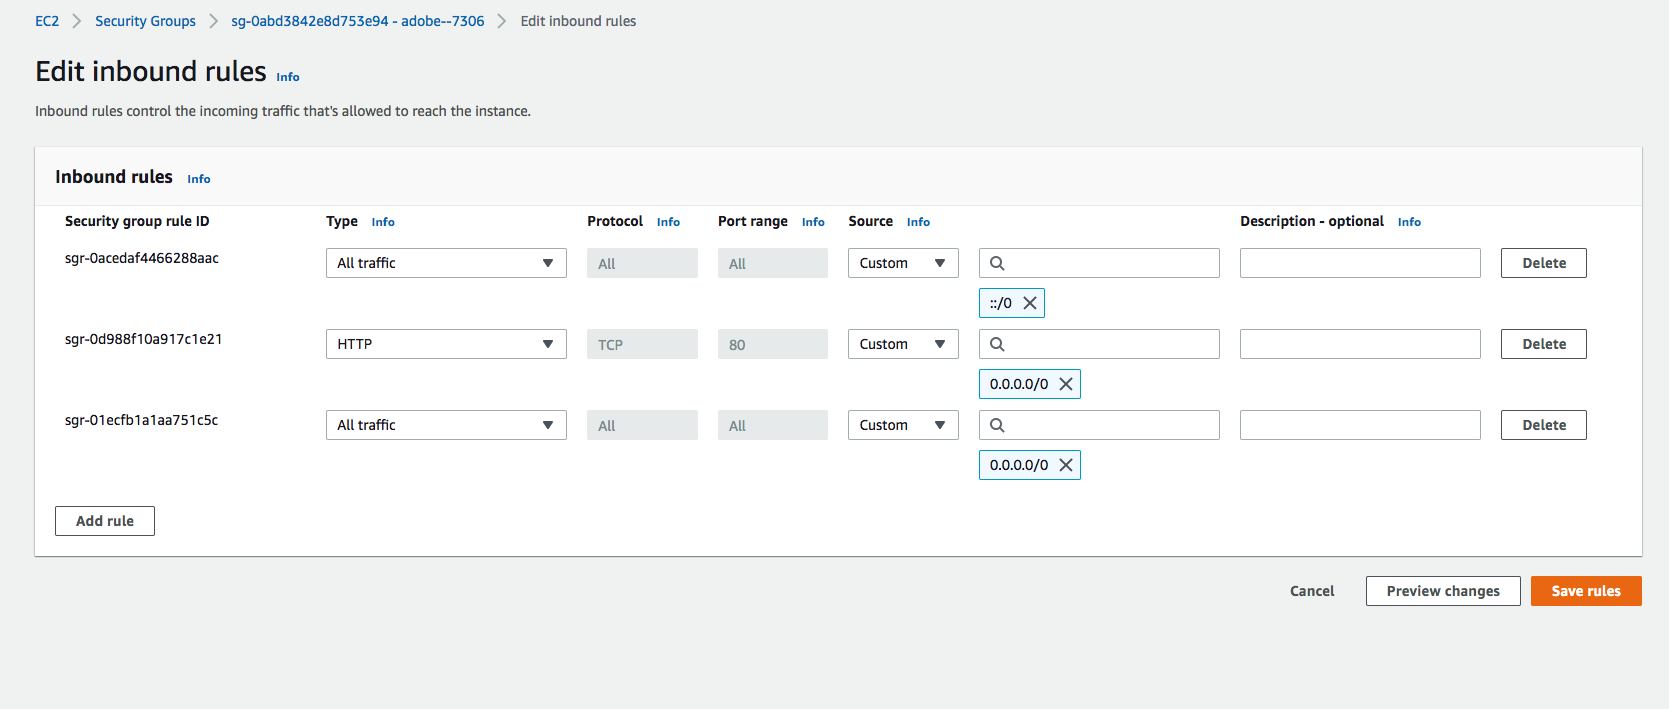 EC2 > Security Groups > sg-0abd3842e8d753e94 - adobe--7306 > Edit inbound rules
Edit inbound rules Info
Inbound rules control the incoming traffic that's allowed to reach the instance.
Inbound rules Info
Security group rule ID Type Info Protocol Info Port range Info Source Info Description - optional Info
sgr-0acedaf4466288aac All traffic All All Custom Delete
::/0
sgr-0d988f10a917c1e21 HTTP TCP 80 Custom Delete
0.0.0.0/0
sgr-01ecfb1a1aa751c5c All traffic All All Custom Delete
0.0.0.0/0
Add rule
Cancel Preview changes Save rules